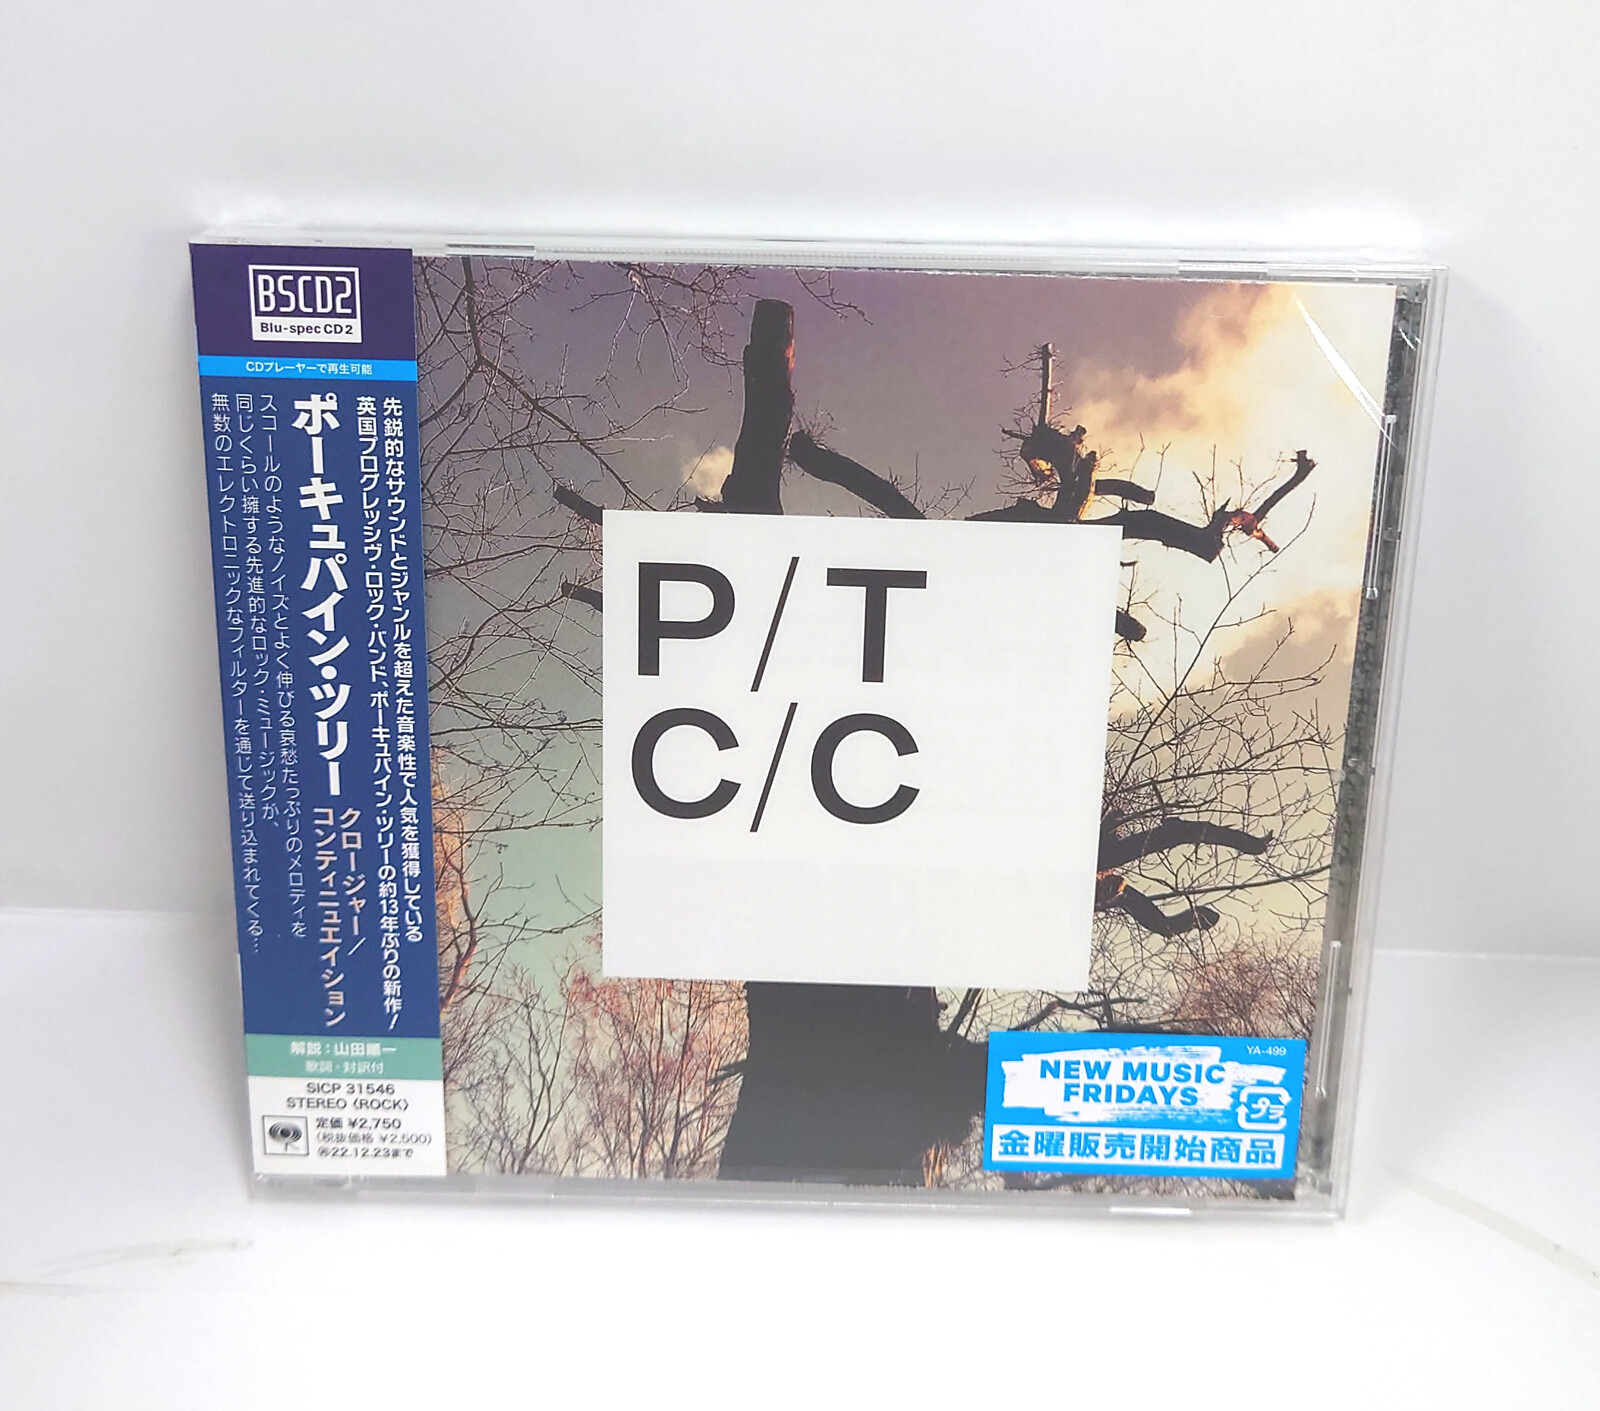 BSCD2
Blu-spec CD2
CDプレーヤーで再生可能
先鋭的なサウンドとジャンルを超えた音楽性で人気を獲得している
英国プログレッシヴ・ロック・バンド、ポーキュパイン・ツリーの約13年ぶりの新作!
ポーキュパイン・ツリー
クロージャー/
コンティニュエイション
スコールのようなノイズとよく伸びる哀愁たっぷりのメロディを
同じくらい擁する先進的なロック・ミュージックが、
無数のエレクトロニックなフィルターを通じて送り込まれてくる…
解説:山田順一
歌詞・対訳付
SICP 31546
STEREO 〈ROCK〉
定価 ¥2,750
(税抜価格 ¥2,500)
22.12.23まで
P/T
C/C
YA-499
NEW MUSIC
FRIDAYS
プラ
金曜販売開始商品